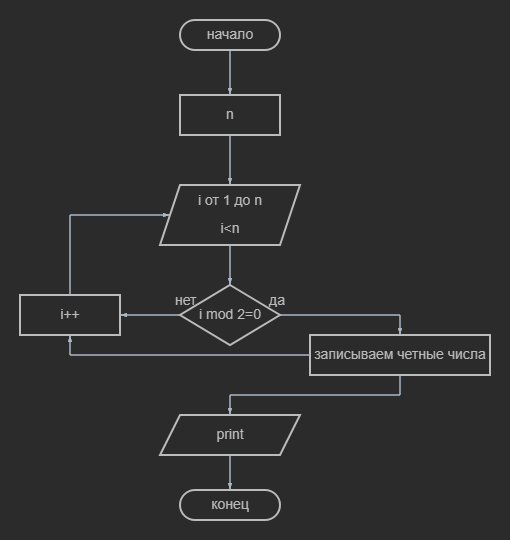 начало
n
i от 1 до n
i<n
нет
да
i++
i mod 2=0
записываем четные числа
print
конец